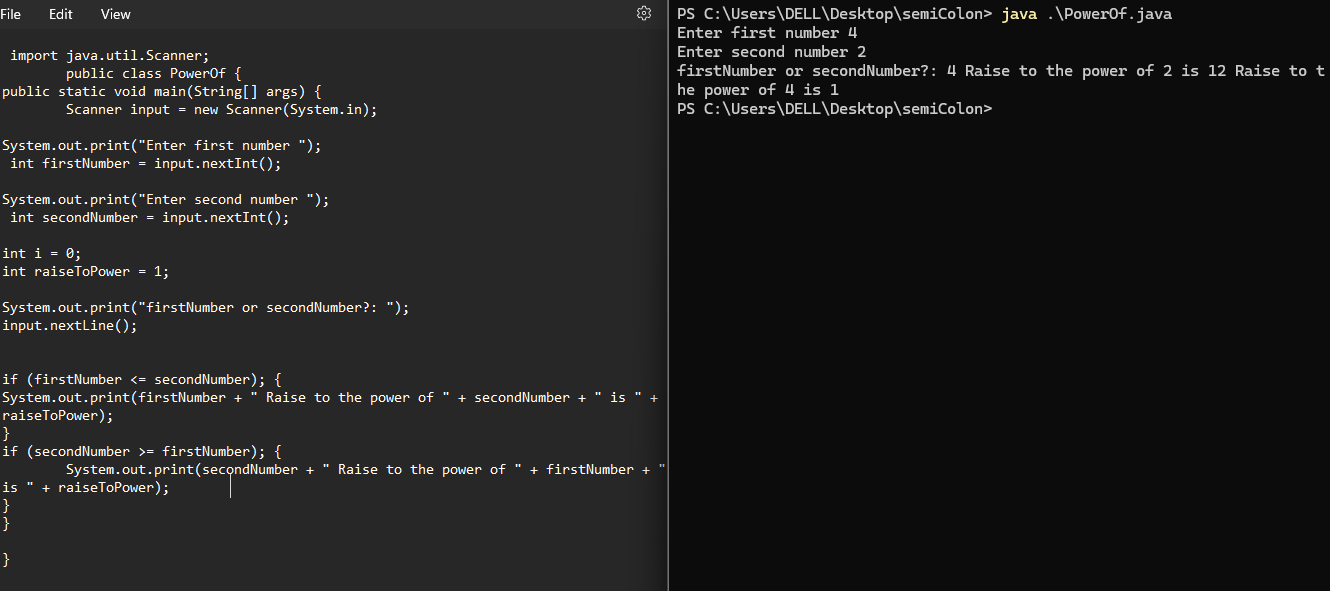 File Edit View
import java.util.Scanner;
public class PowerOf {
public static void main(String[] args) {
Scanner input = new Scanner(System.in);
System.out.print("Enter first number ");
int firstNumber = input.nextInt();
System.out.print("Enter second number ");
int secondNumber = input.nextInt();
int i = 0;
int raiseToPower = 1;
System.out.print("firstNumber or secondNumber?: ");
input.nextLine();
if (firstNumber <= secondNumber); {
System.out.print(firstNumber + " Raise to the power of " + secondNumber + " is " +
raiseToPower);
}
if (secondNumber >= firstNumber); {
System.out.print(secondNumber + " Raise to the power of " + firstNumber + "
is " + raiseToPower);
}
}
}
PS C:\Users\DELL\Desktop\semiColon> java .\PowerOf.java
Enter first number 4
Enter second number 2
firstNumber or secondNumber?: 4 Raise to the power of 2 is 12 Raise to t
he power of 4 is 1
PS C:\Users\DELL\Desktop\semiColon>